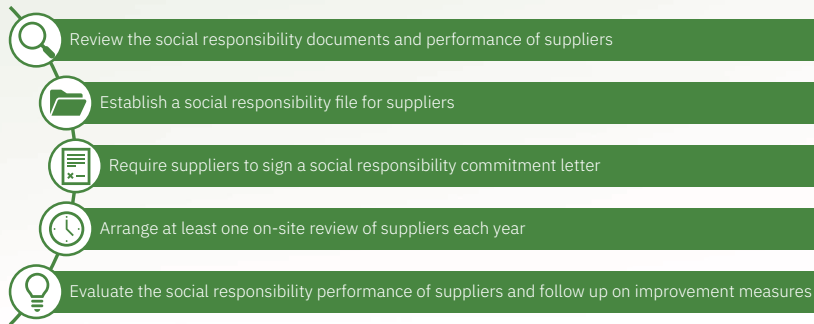 Review the social responsibility documents and performance of suppliers
Establish a social responsibility file for suppliers
Require suppliers to sign a social responsibility commitment letter
Arrange at least one on-site review of suppliers each year
Evaluate the social responsibility performance of suppliers and follow up on improvement measures